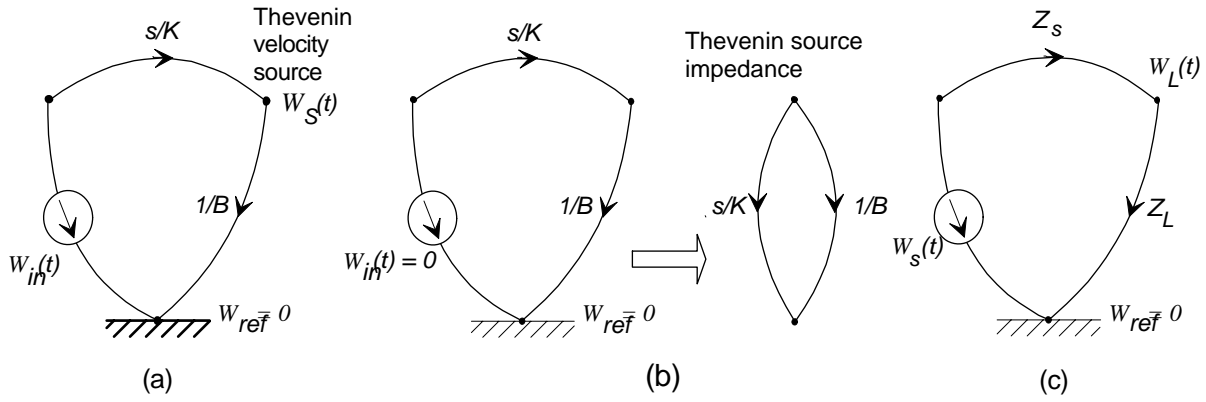 s/K
Thevenin
velocity
source
W_S(t)
1/B
W_in(t)
W_ref = 0
(a)
s/K
1/B
W_in(t) = 0
W_ref = 0
Thevenin source
impedance
s/K
1/B
(b)
Z_s
W_L(t)
Z_L
W_s(t)
W_ref = 0
(c)